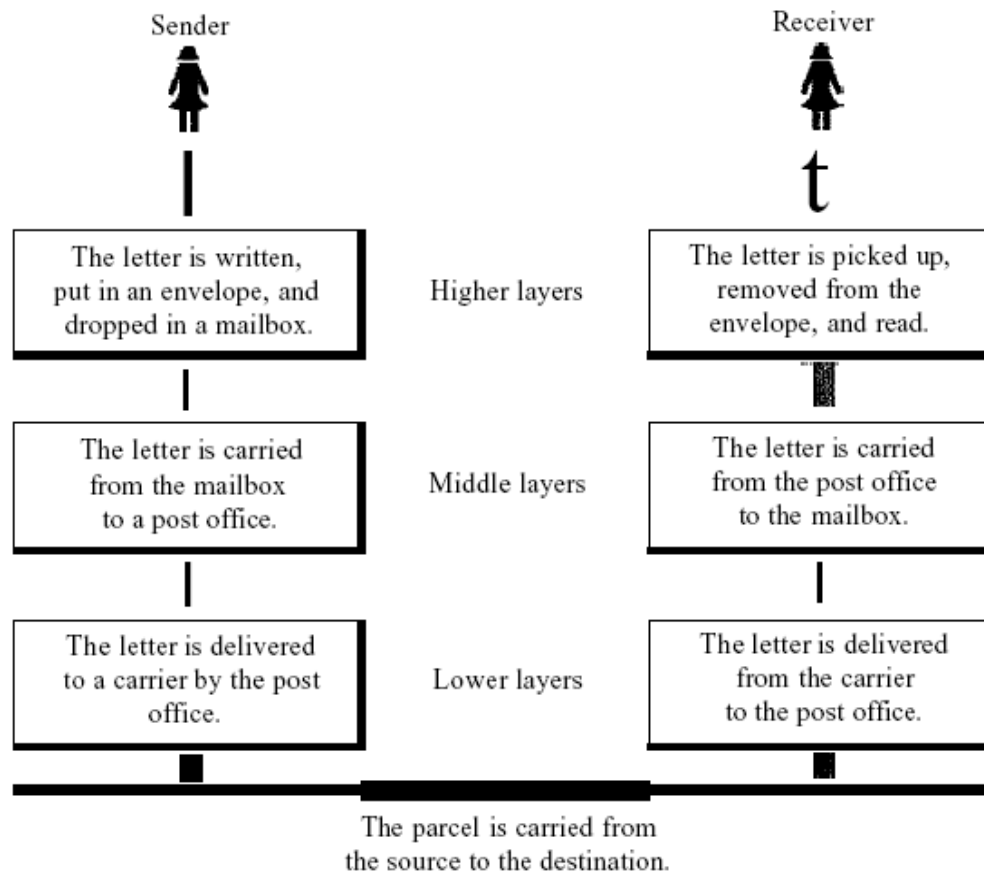 Sender
Receiver
t
The letter is written,
put in an envelope, and
dropped in a mailbox.
Higher layers
The letter is picked up,
removed from the
envelope, and read.
The letter is carried
from the mailbox
to a post office.
Middle layers
The letter is carried
from the post office
to the mailbox.
The letter is delivered
to a carrier by the post
office.
Lower layers
The letter is delivered
from the carrier
to the post office.
The parcel is carried from
the source to the destination.